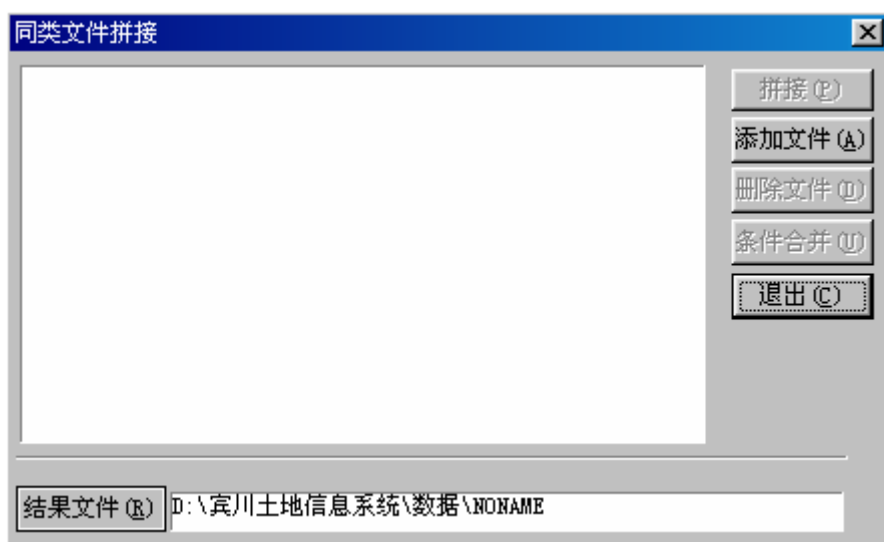 同类文件拼接
拼接(P)
添加文件(A)
删除文件(D)
条件合并(U)
退出(C)
结果文件(R) D:\宾川土地信息系统\数据\NONAME